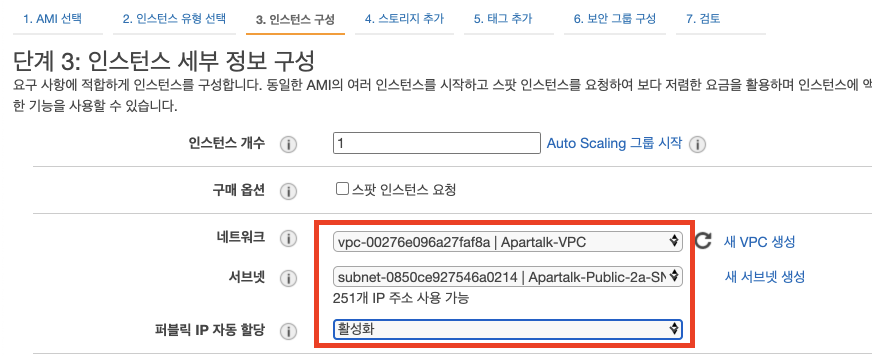 1. AMI 선택 2. 인스턴스 유형 선택 3. 인스턴스 구성 4. 스토리지 추가 5. 태그 추가 6. 보안 그룹 구성 7. 검토
단계 3: 인스턴스 세부 정보 구성
요구 사항에 적합하게 인스턴스를 구성합니다. 동일한 AMI의 여러 인스턴스를 시작하고 스팟 인스턴스를 요청하여 보다 저렴한 요금을 활용하며 인스턴스에 액
한 기능을 사용할 수 있습니다.
인스턴스 개수 1 Auto Scaling 그룹 시작
구매 옵션 스팟 인스턴스 요청
네트워크 vpc-00276e096a27faf8a | Apartalk-VPC 새 VPC 생성
서브넷 subnet-0850ce927546a0214 | Apartalk-Public-2a-SN 새 서브넷 생성
251개 IP 주소 사용 가능
퍼블릭 IP 자동 할당 활성화